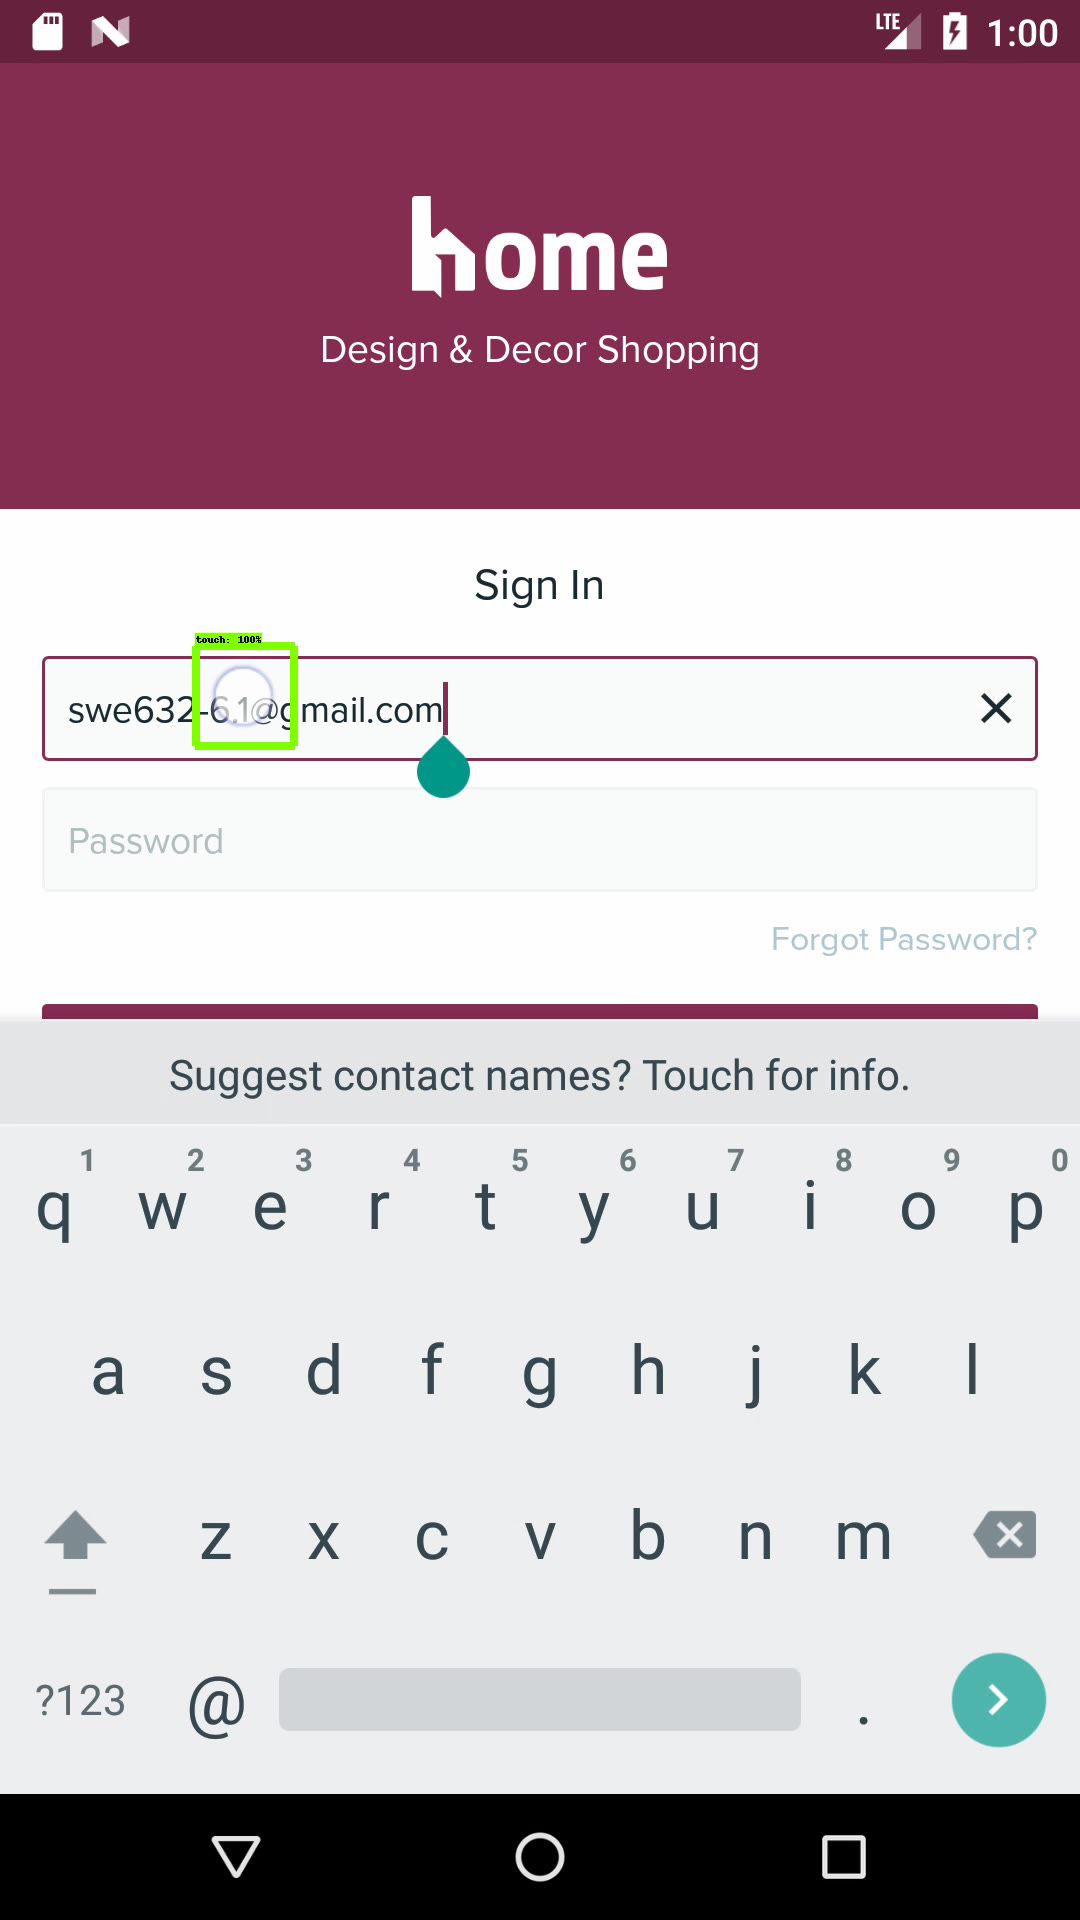 LTE 1:00
home
Design & Decor Shopping
Sign In
touch: 100%
swe632-6.1@gmail.com
Password
Forgot Password?
Suggest contact names? Touch for info.
1 2 3 4 5 6 7 8 9 0
q w e r t y u i o p
a s d f g h j k l
z x c v b n m
?123 @ .